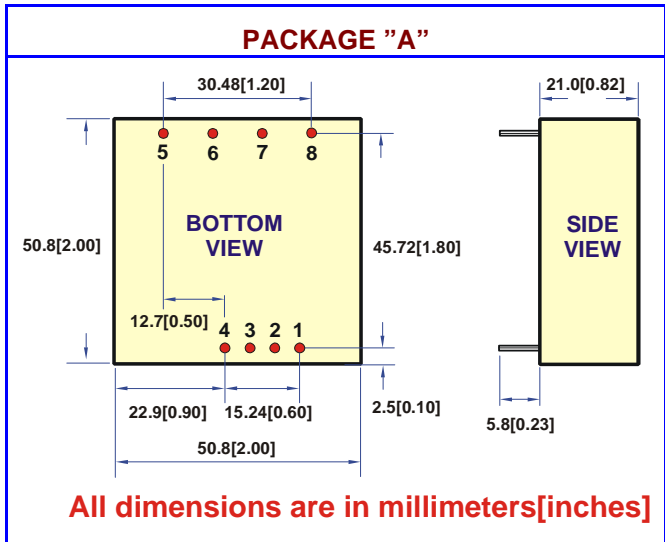 PACKAGE ”A”
30.48[1.20]
21.0[0.82]
5 6 7 8
BOTTOM
VIEW
SIDE
VIEW
50.8[2.00]
45.72[1.80]
12.7[0.50]
4 3 2 1
22.9[0.90]
15.24[0.60]
2.5[0.10]
5.8[0.23]
50.8[2.00]
All dimensions are in millimeters[inches]